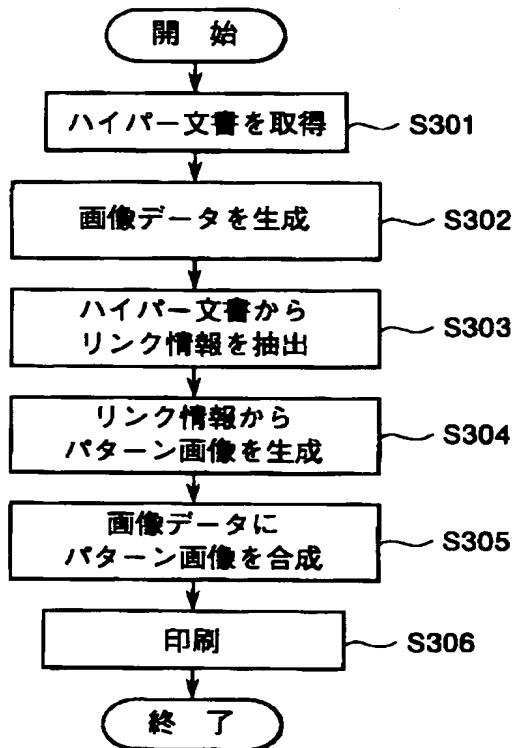 開 始
ハイパー文書を取得
S301
画像データを生成
S302
ハイパー文書から
リンク情報を抽出
S303
リンク情報から
パターン画像を生成
S304
画像データに
パターン画像を合成
S305
印刷
S306
終 了